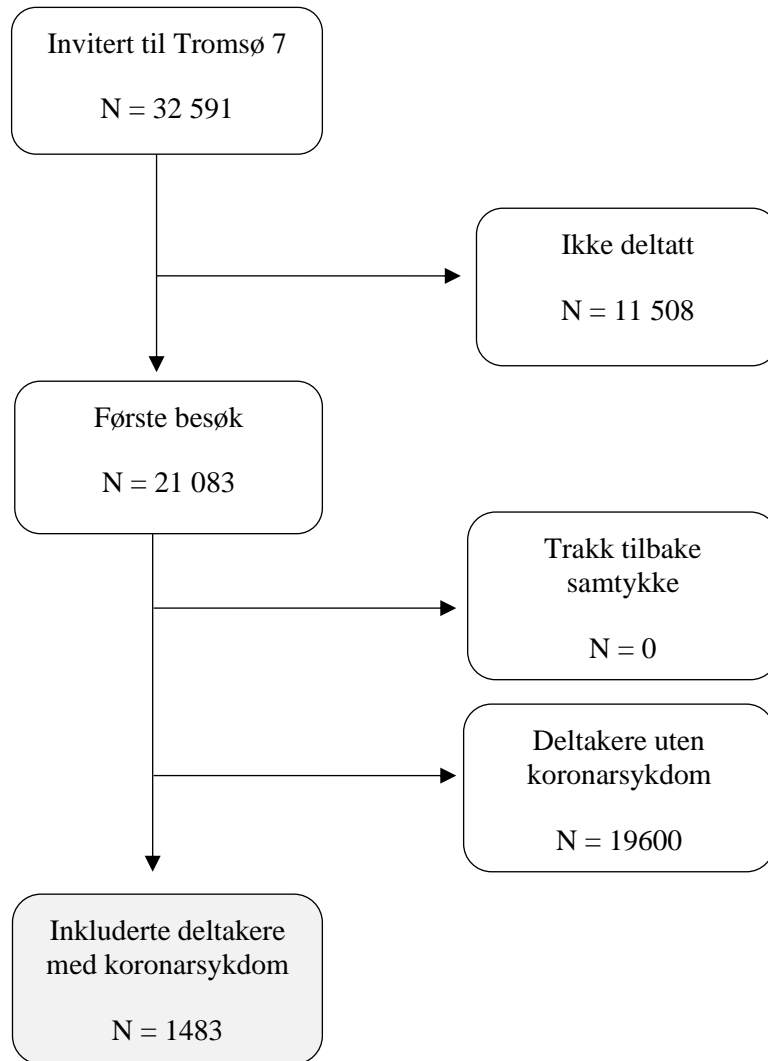 Invitert til Tromsø 7
N = 32 591
Ikke deltatt
N = 11 508
Første besøk
N = 21 083
Trakk tilbake
samtykke
N = 0
Deltakere uten
koronarsykdom
N = 19600
Inkluderte deltakere
med koronarsykdom
N = 1483